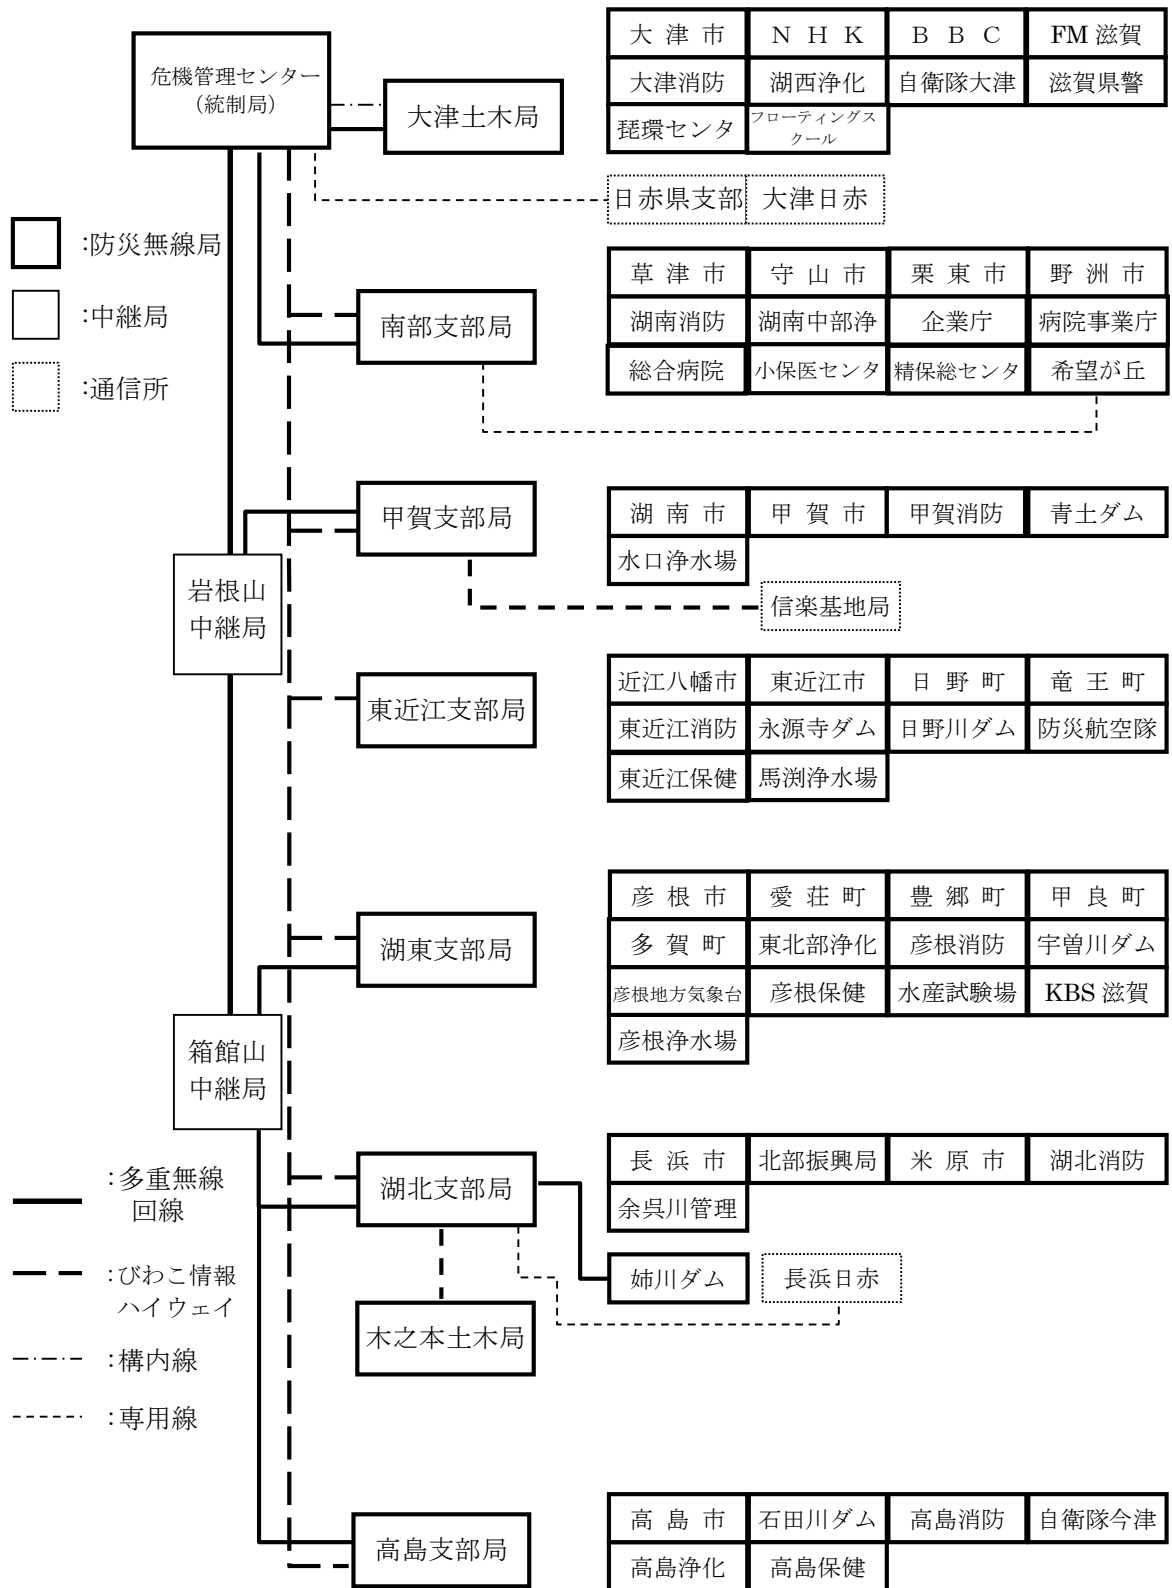 危機管理センター
(統制局)
大津土木局
大 津 市 N H K B B C FM 滋賀
大津消防 湖西浄化 自衛隊大津 滋賀県警
琵環センタ フローティングス
クール
日赤県支部 大津日赤
:防災無線局
:中継局
:通信所
南部支部局
草 津 市 守 山 市 栗 東 市 野 洲 市
湖南消防 湖南中部浄 企業庁 病院事業庁
総合病院 小保医センタ 精保総センタ 希望が丘
甲賀支部局
湖 南 市 甲 賀 市 甲賀消防 青土ダム
水口浄水場
信楽基地局
岩根山
中継局
東近江支部局
近江八幡市 東近江市 日 野 町 竜 王 町
東近江消防 永源寺ダム 日野川ダム 防災航空隊
東近江保健 馬渕浄水場
湖東支部局
彦 根 市 愛 荘 町 豊 郷 町 甲 良 町
多 賀 町 東北部浄化 彦根消防 宇曽川ダム
彦根地方気象台 彦根保健 水産試験場 KBS 滋賀
彦根浄水場
箱館山
中継局
湖北支部局
長 浜 市 北部振興局 米 原 市 湖北消防
余呉川管理
姉川ダム 長浜日赤
木之本土木局
:多重無線
回線
:びわこ情報
ハイウェイ
:構内線
:専用線
高島支部局
高 島 市 石田川ダム 高島消防 自衛隊今津
高島浄化 高島保健